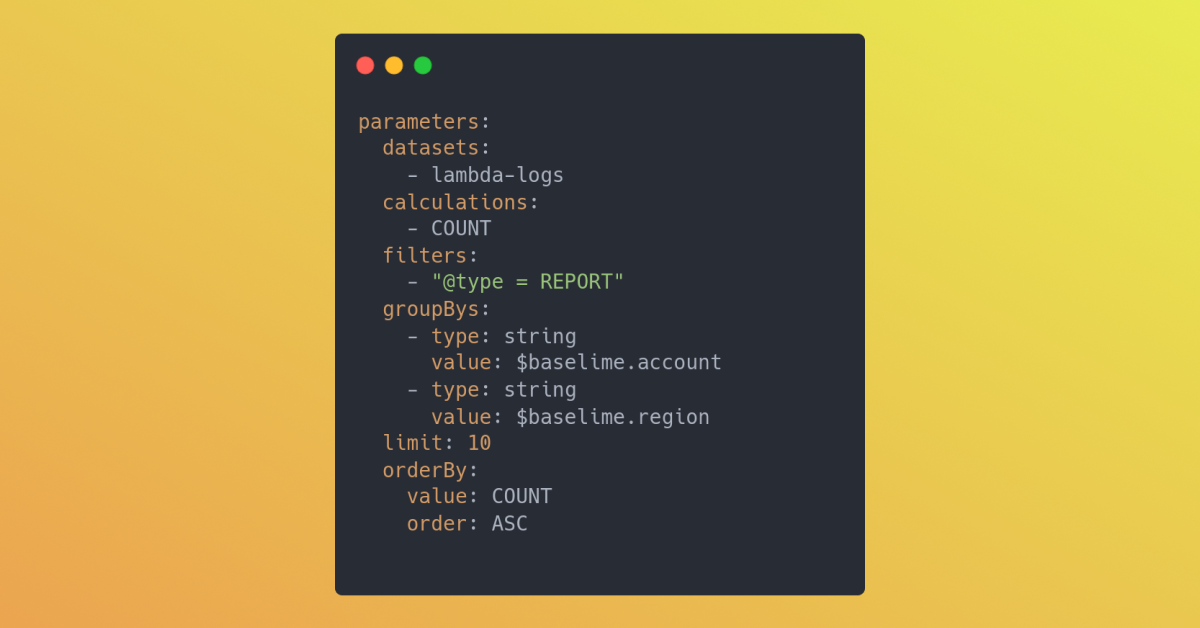 parameters:
  datasets:
    - lambda-logs
  calculations:
    - COUNT
  filters:
    - "@type = REPORT"
  groupBys:
    - type: string
      value: $baselime.account
    - type: string
      value: $baselime.region
  limit: 10
  orderBy:
    value: COUNT
    order: ASC